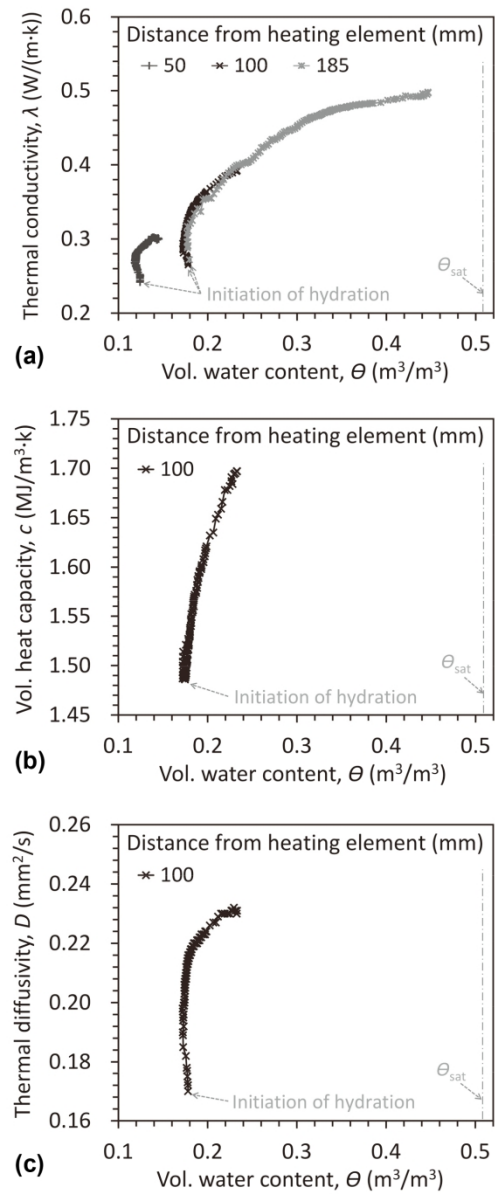 Distance from heating element (mm)
50 100 185
Thermal conductivity, λ (W/(m·k))
0.6
0.5
0.4
0.3
0.2
Initiation of hydration
θsat
0.1 0.2 0.3 0.4 0.5
Vol. water content, θ (m³/m³)
(a)
Distance from heating element (mm)
100
Vol. heat capacity, c (MJ/m³·k)
1.75
1.70
1.65
1.60
1.55
1.50
1.45
Initiation of hydration
θsat
0.1 0.2 0.3 0.4 0.5
Vol. water content, θ (m³/m³)
(b)
Distance from heating element (mm)
100
Thermal diffusivity, D (mm²/s)
0.26
0.24
0.22
0.20
0.18
0.16
Initiation of hydration
θsat
0.1 0.2 0.3 0.4 0.5
Vol. water content, θ (m³/m³)
(c)